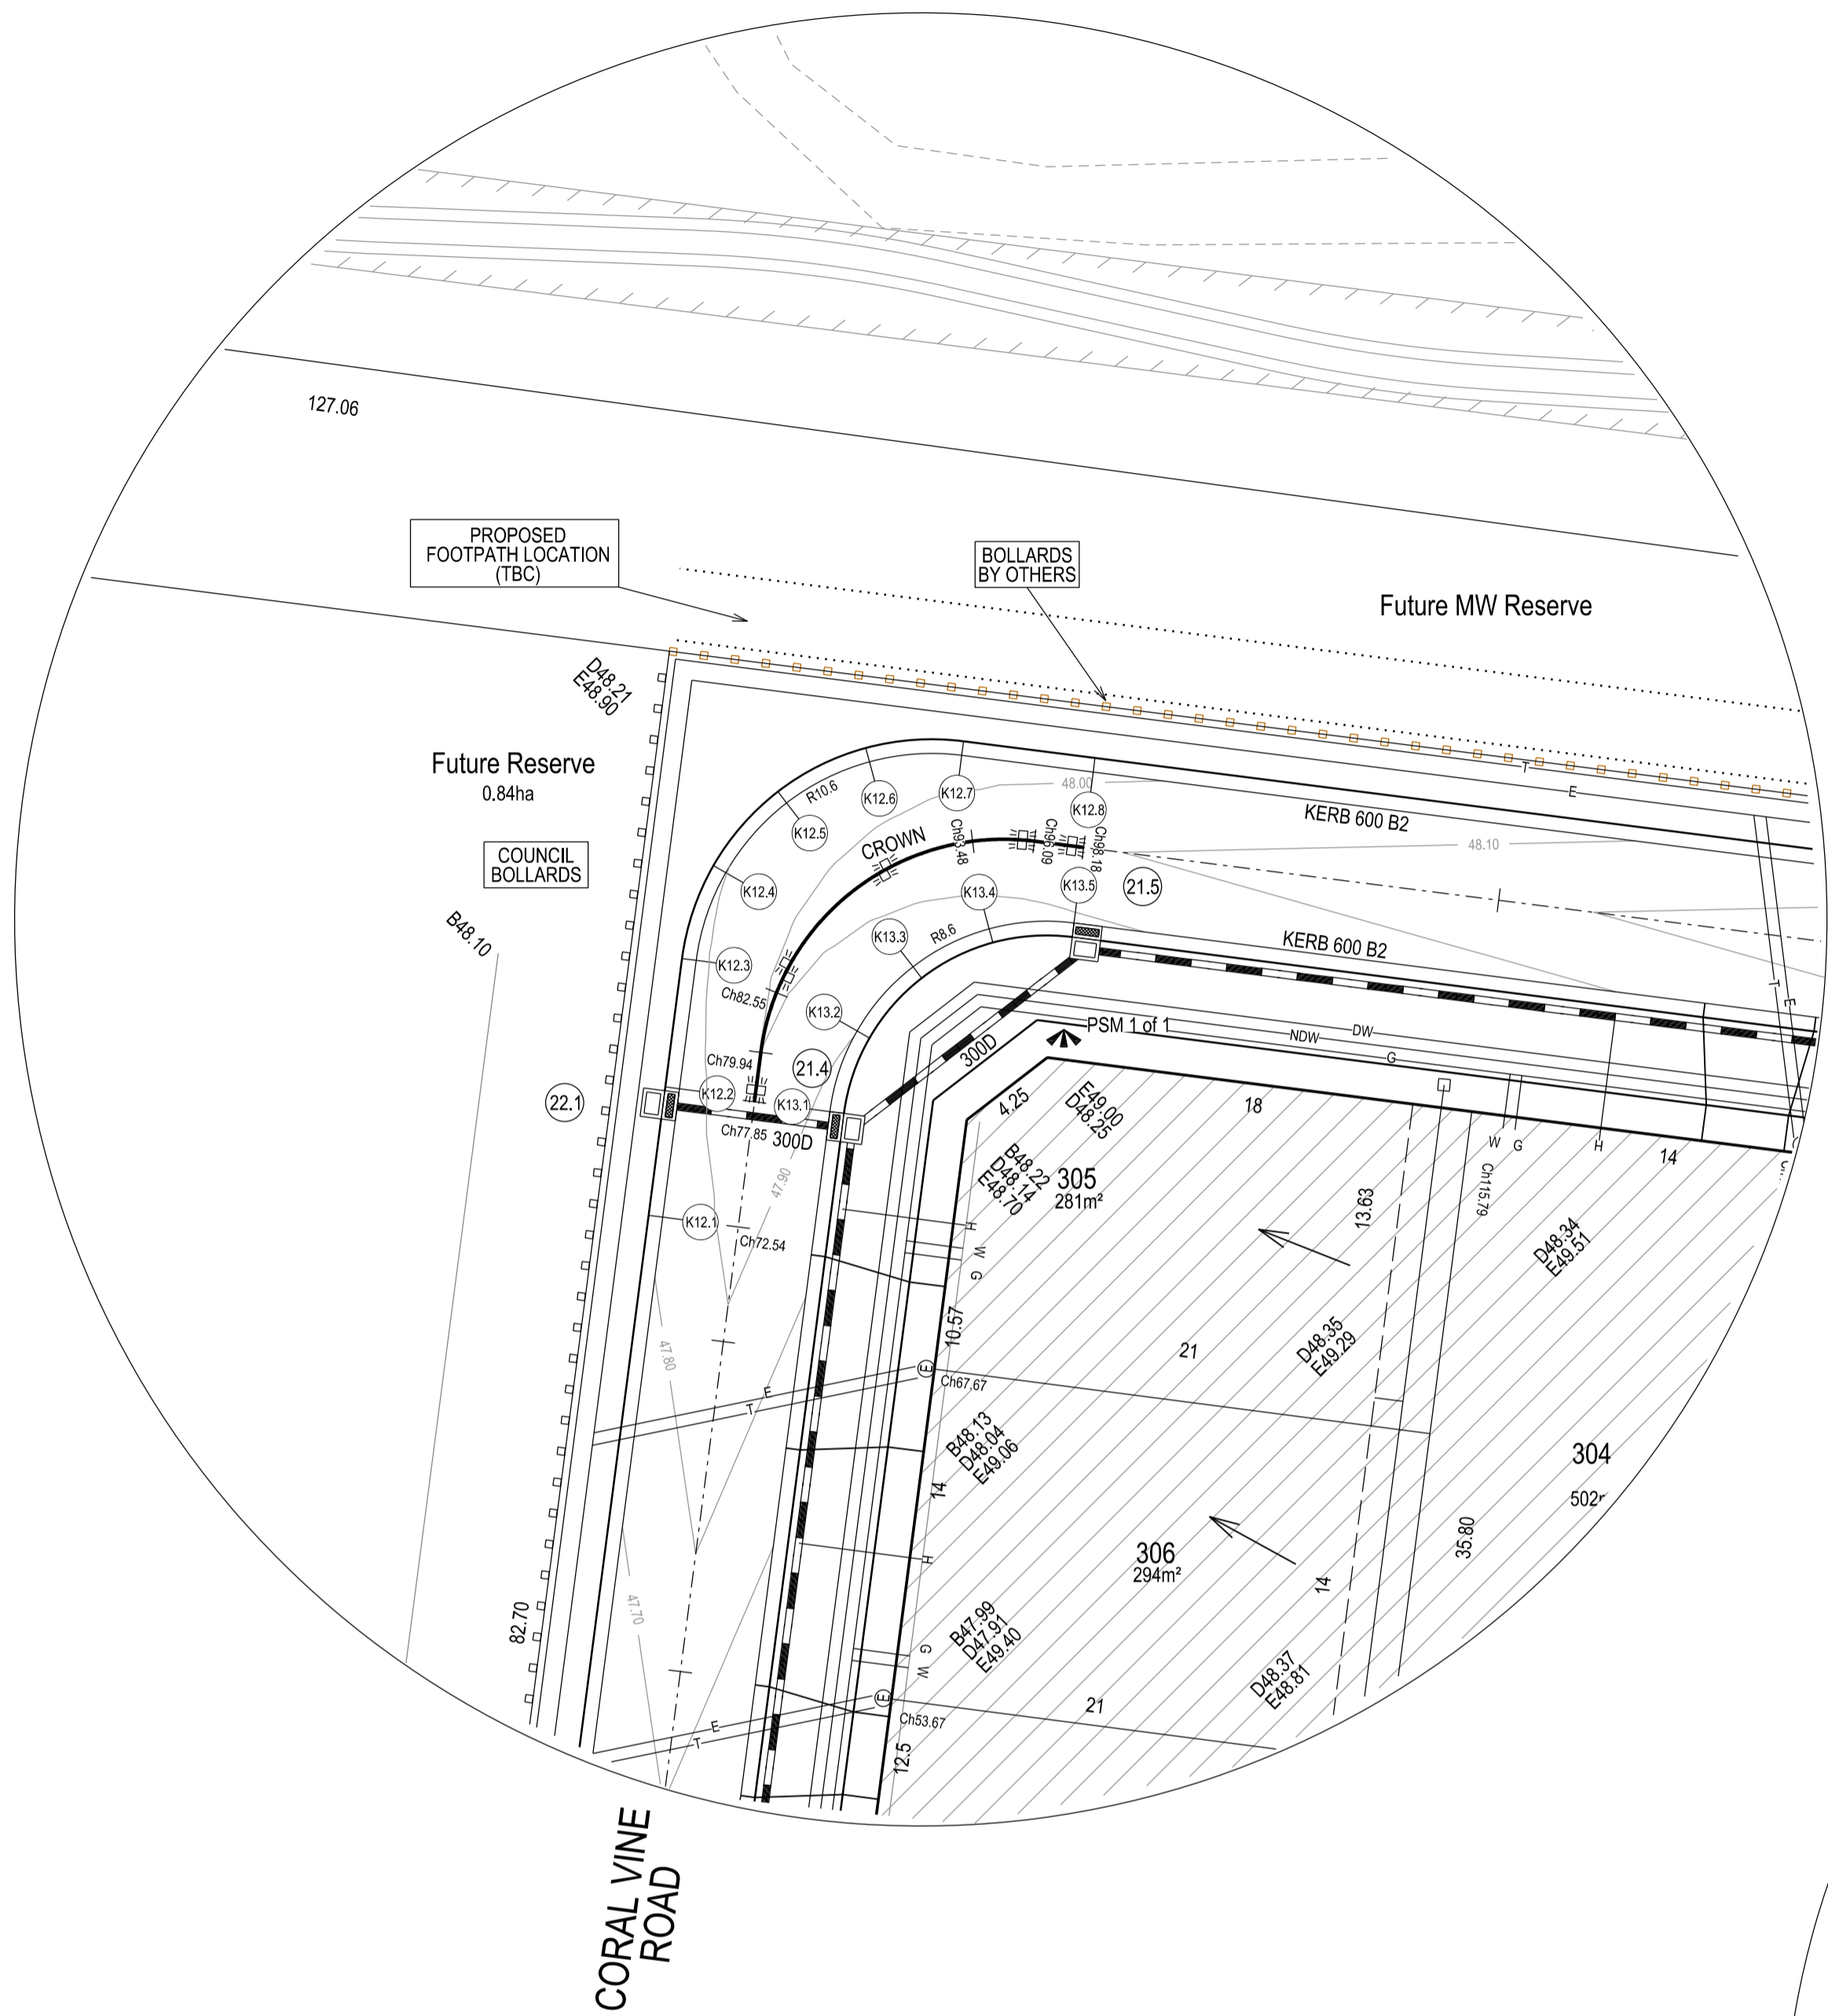 127.06
PROPOSED
FOOTPATH LOCATION
(TBC)
BOLLARDS
BY OTHERS
Future MW Reserve
D48.21
E48.90
Future Reserve
0.84ha
COUNCIL
BOLLARDS
B48.10
T
E
R10.6
K12.6
K12.7
48.00
K12.8
KERB 600 B2
K12.5
CROWN
Ch93.48
Ch96.09
Ch98.18
48.10
K12.4
K13.4
K13.5
21.5
K13.3
R8.6
KERB 600 B2
K12.3
Ch82.55
K13.2
T
E
PSM 1 of 1
DW
NDW
G
300D
Ch79.94
21.4
22.1
K12.2
K13.1
Ch77.85
300D
4.25
E49.00
D48.25
18
W
G
H
14
B48.22
D48.14
E48.70
305
281m²
Ch115.79
13.63
47.90
K12.1
Ch72.54
H
W
G
D48.34
E49.51
10.57
47.80
21
D48.35
E49.29
E
Ch67.67
E
T
B48.13
D48.04
E49.06
304
14
35.80
306
294m²
H
14
47.70
82.70
B47.99
D47.91
E49.40
G
W
D48.37
E48.81
E
21
Ch53.67
E
T
12.5
CORAL VINE
ROAD